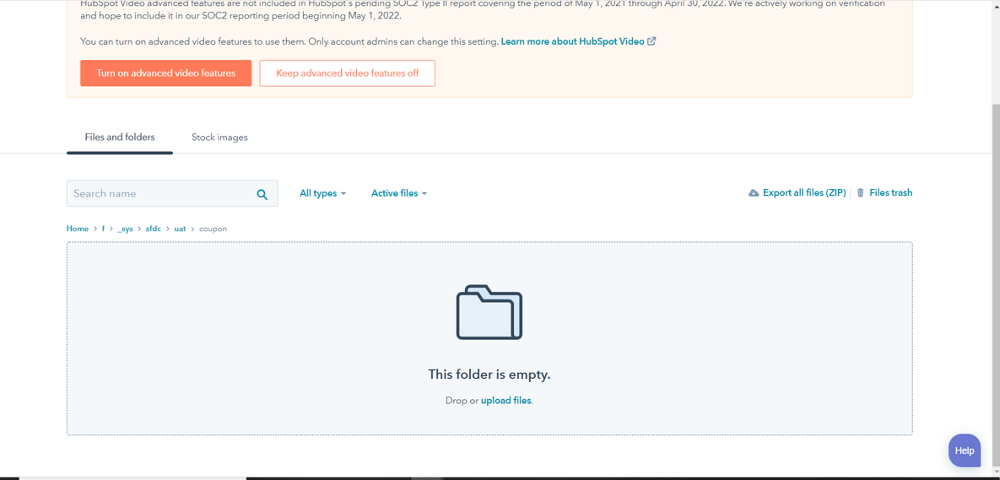 HubSpot Video advanced features are not included in HubSpot's pending SOC2 Type II report covering the period of May 1, 2021 through April 30, 2022. We're actively working on verification
and hope to include it in our SOC2 reporting period beginning May 1, 2022.
You can turn on advanced video features to use them. Only account admins can change this setting. Learn more about HubSpot Video
Turn on advanced video features Keep advanced video features off
Files and folders Stock images
Search name All types Active files Export all files (ZIP) Files trash
Home > f > _sys > sfdc > uat > coupon
This folder is empty.
Drop or upload files.
Help